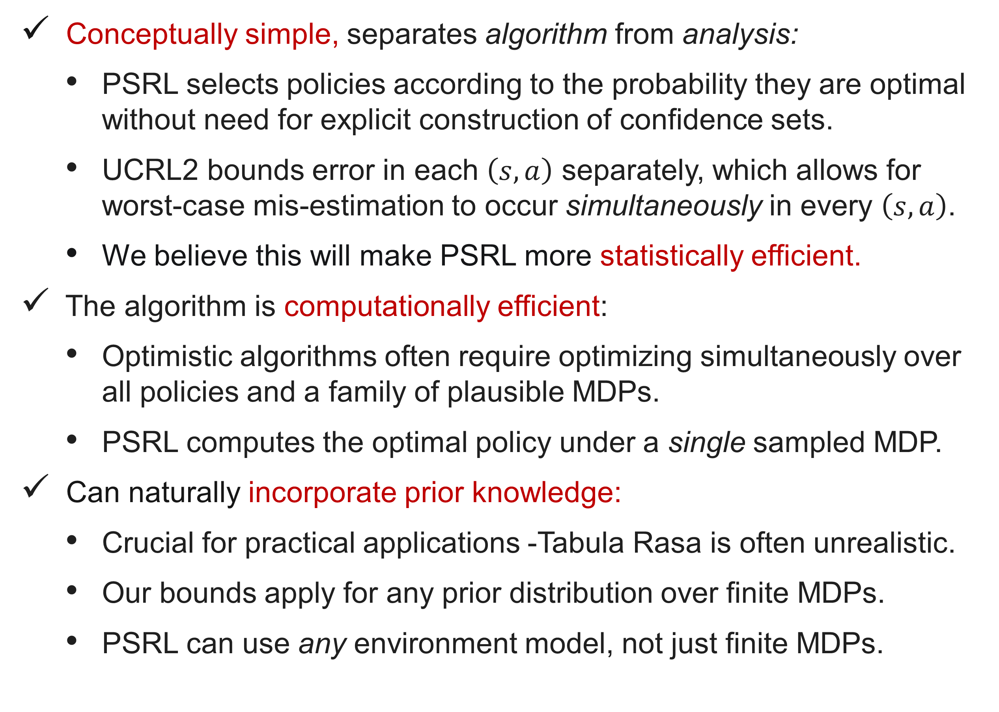 ✓ Conceptually simple, separates algorithm from analysis:
• PSRL selects policies according to the probability they are optimal
without need for explicit construction of confidence sets.
• UCRL2 bounds error in each (s, a) separately, which allows for
worst-case mis-estimation to occur simultaneously in every (s, a).
• We believe this will make PSRL more statistically efficient.
✓ The algorithm is computationally efficient:
• Optimistic algorithms often require optimizing simultaneously over
all policies and a family of plausible MDPs.
• PSRL computes the optimal policy under a single sampled MDP.
✓ Can naturally incorporate prior knowledge:
• Crucial for practical applications -Tabula Rasa is often unrealistic.
• Our bounds apply for any prior distribution over finite MDPs.
• PSRL can use any environment model, not just finite MDPs.